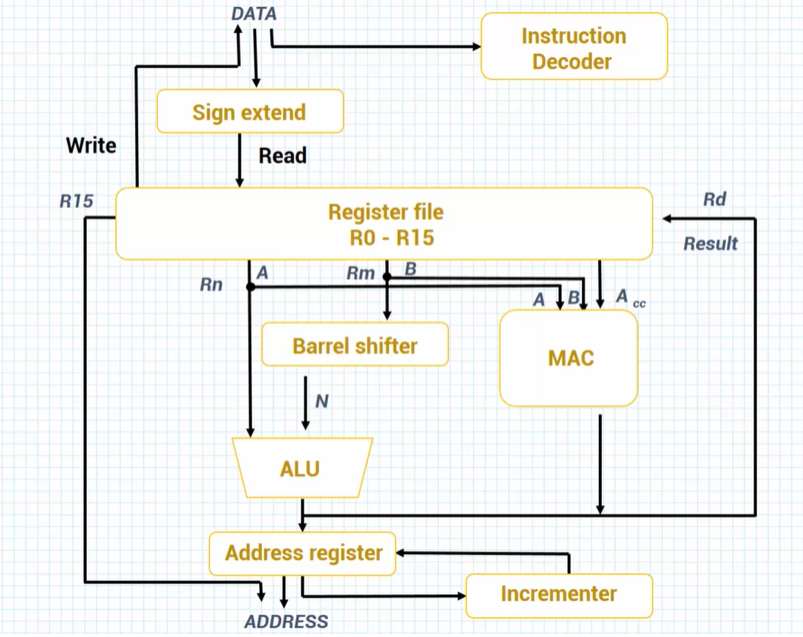 DATA
Instruction
Decoder
Sign extend
Write
Read
R15
Register file
R0 - R15
Rd
Result
Rn
A
Rm
B
A
B
A cc
Barrel shifter
MAC
N
ALU
Address register
Incrementer
ADDRESS